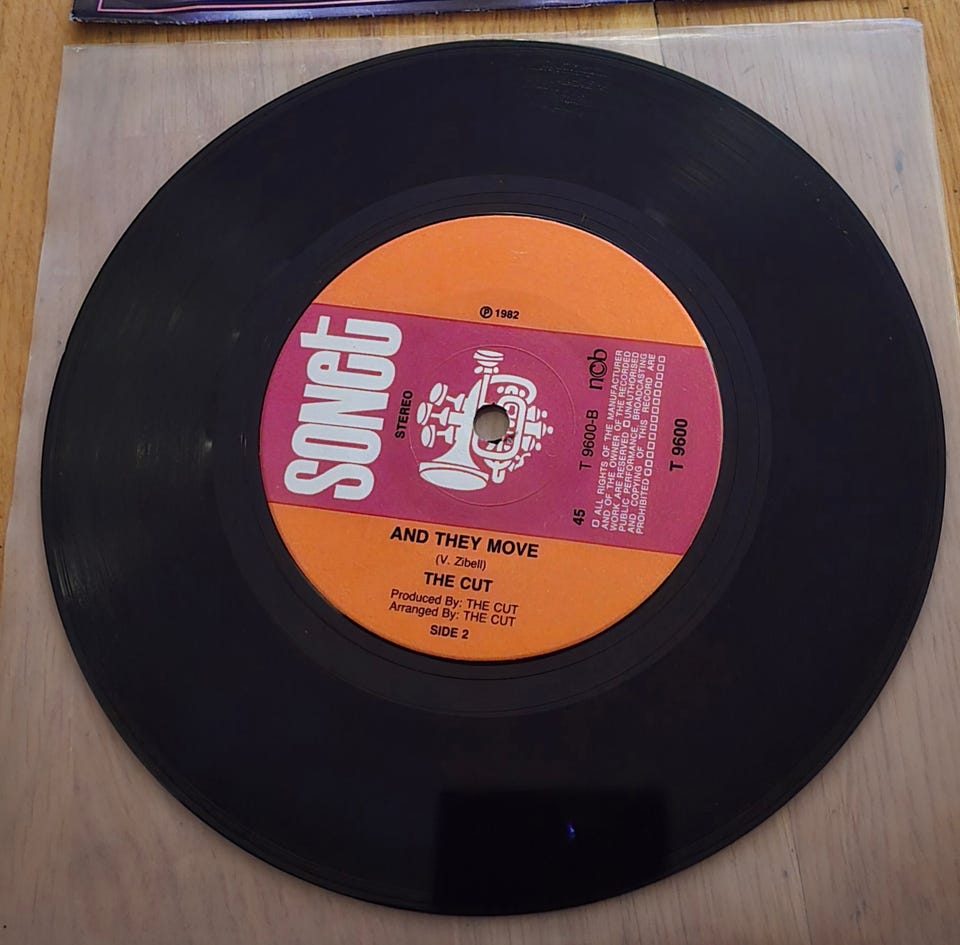 ℗ 1982
sonet
STEREO
45
T 9600-B
ncb
ALL RIGHTS OF THE MANUFACTURER
AND OF THE OWNER OF THE RECORDED
WORK ARE RESERVED UNAUTHORISED
PUBLIC PERFORMANCE, BROADCASTING
AND COPYING OF THIS RECORD ARE
PROHIBITED
T 9600
AND THEY MOVE
(V. Zibell)
THE CUT
Produced By: THE CUT
Arranged By: THE CUT
SIDE 2